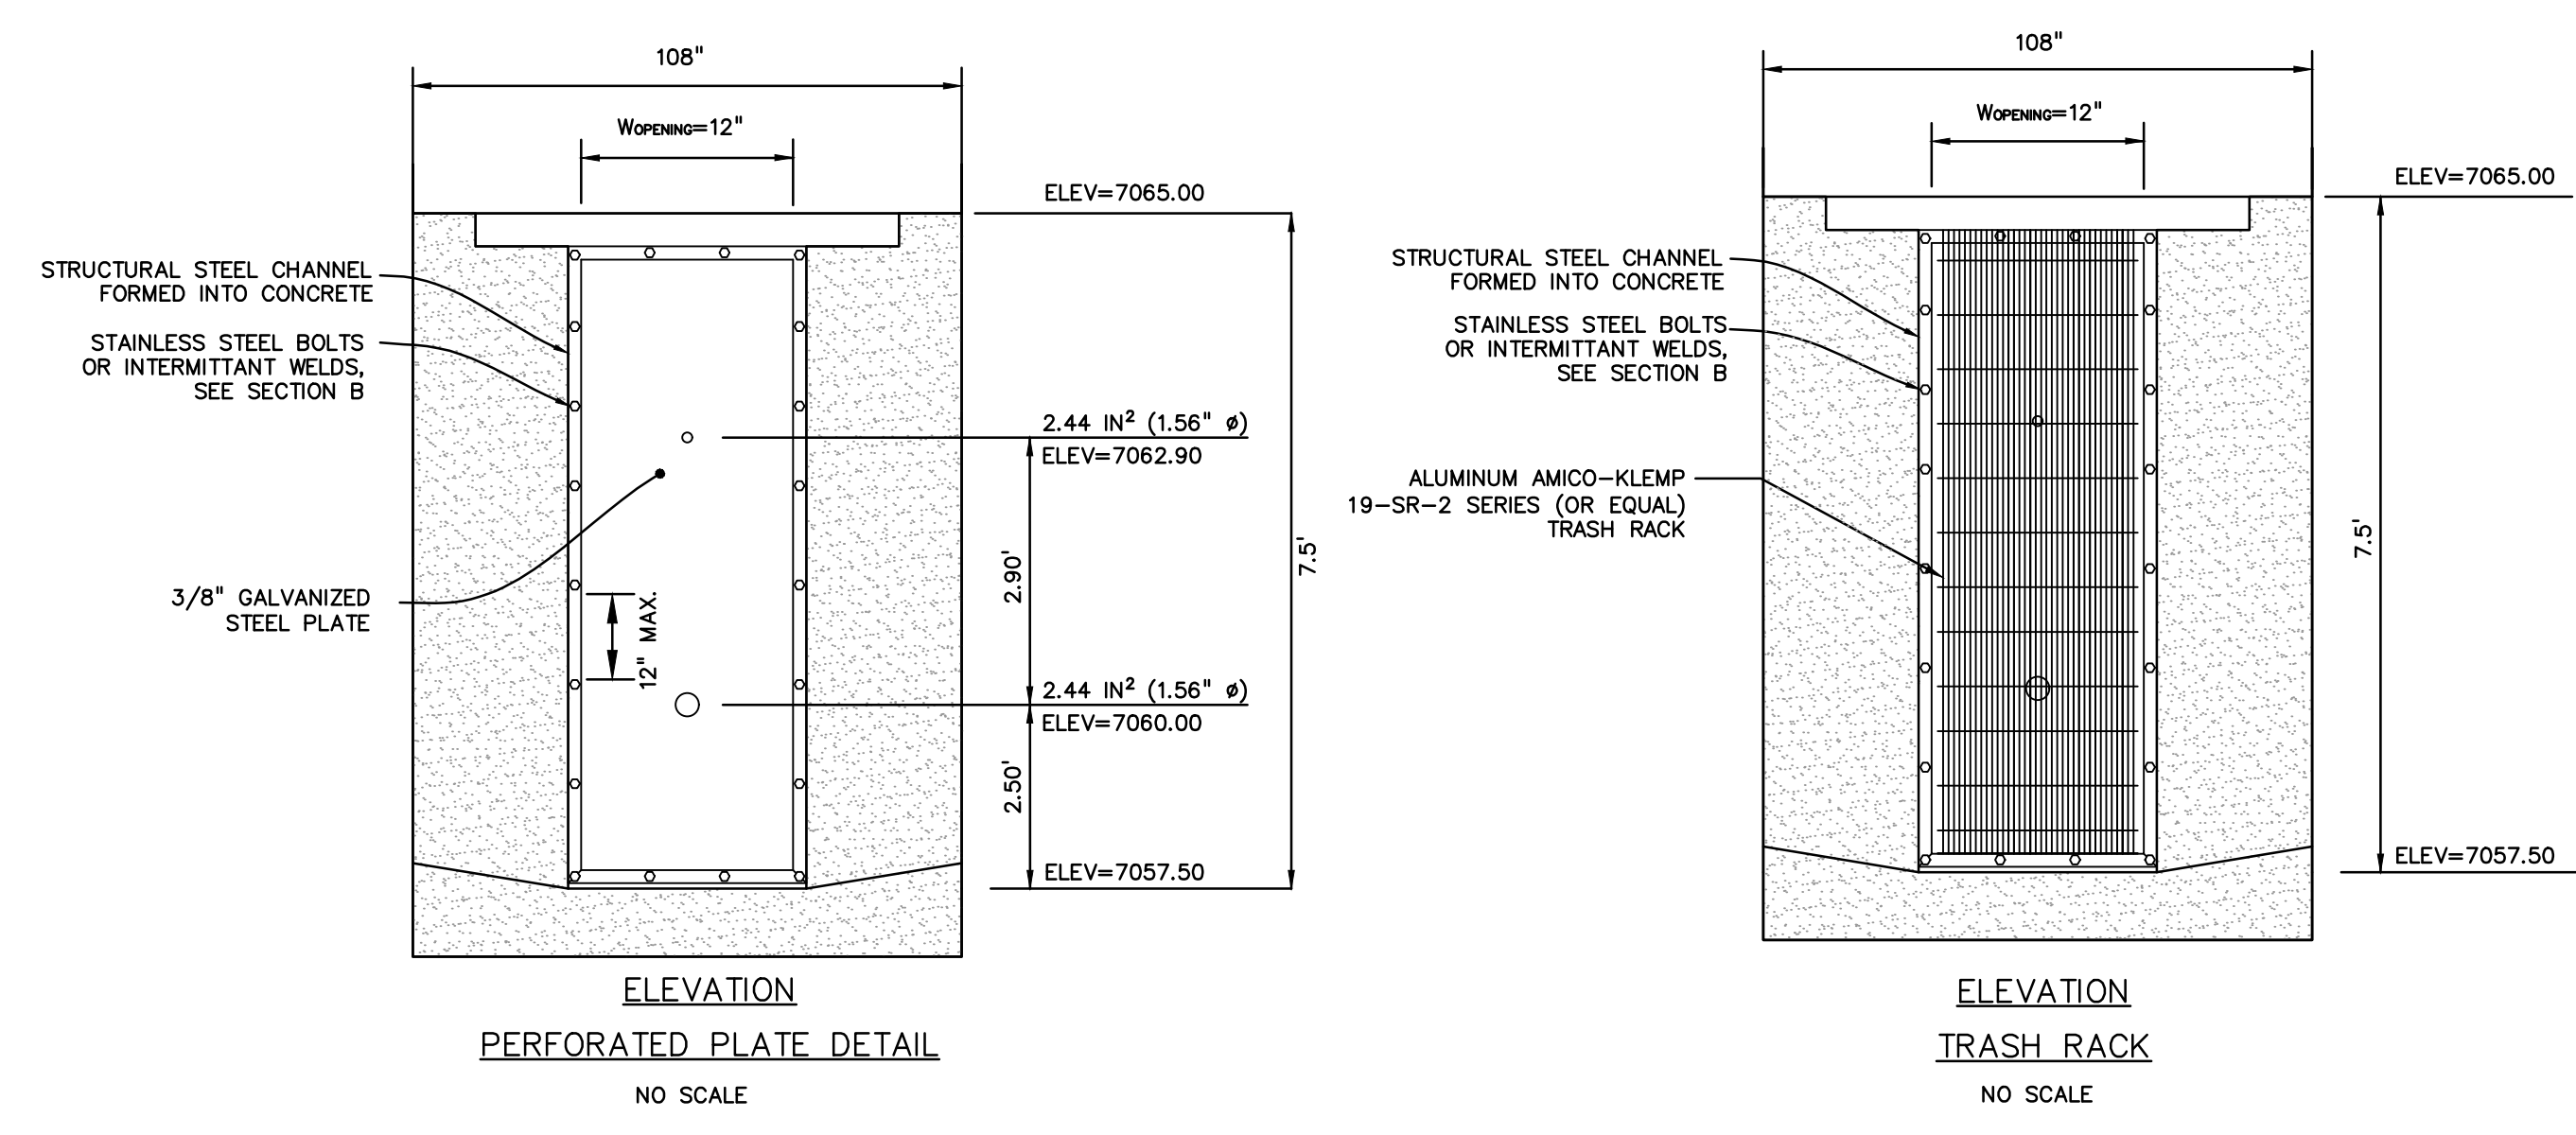 108"
WOPENING=12"
ELEV=7065.00
STRUCTURAL STEEL CHANNEL
FORMED INTO CONCRETE
STAINLESS STEEL BOLTS
OR INTERMITTANT WELDS,
SEE SECTION B
2.44 IN² (1.56" ø)
ELEV=7062.90
3/8" GALVANIZED
STEEL PLATE
12" MAX.
2.90'
7.5'
2.44 IN² (1.56" ø)
ELEV=7060.00
2.50'
ELEV=7057.50
ELEVATION
PERFORATED PLATE DETAIL
NO SCALE
108"
WOPENING=12"
ELEV=7065.00
STRUCTURAL STEEL CHANNEL
FORMED INTO CONCRETE
STAINLESS STEEL BOLTS
OR INTERMITTANT WELDS,
SEE SECTION B
ALUMINUM AMICO-KLEMP
19-SR-2 SERIES (OR EQUAL)
TRASH RACK
7.5'
ELEV=7057.50
ELEVATION
TRASH RACK
NO SCALE